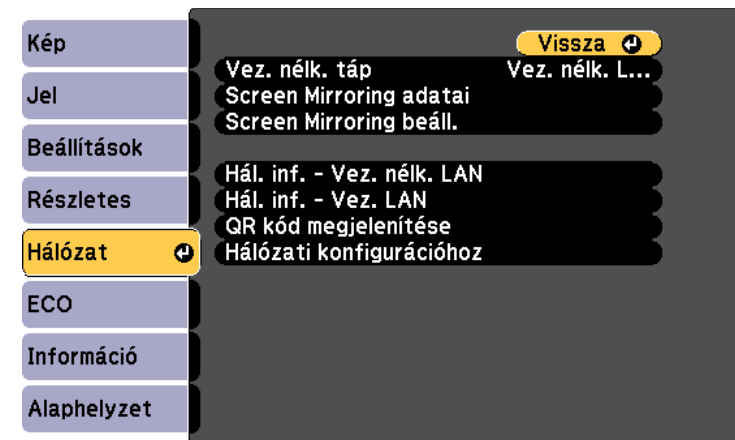 Kép
Jel
Beállítások
Részletes
Hálózat
ECO
Információ
Alaphelyzet
Vissza
Vez. nélk. táp Vez. nélk. L...
Screen Mirroring adatai
Screen Mirroring beáll.
Hál. inf. - Vez. nélk. LAN
Hál. inf. - Vez. LAN
QR kód megjelenítése
Hálózati konfigurációhoz